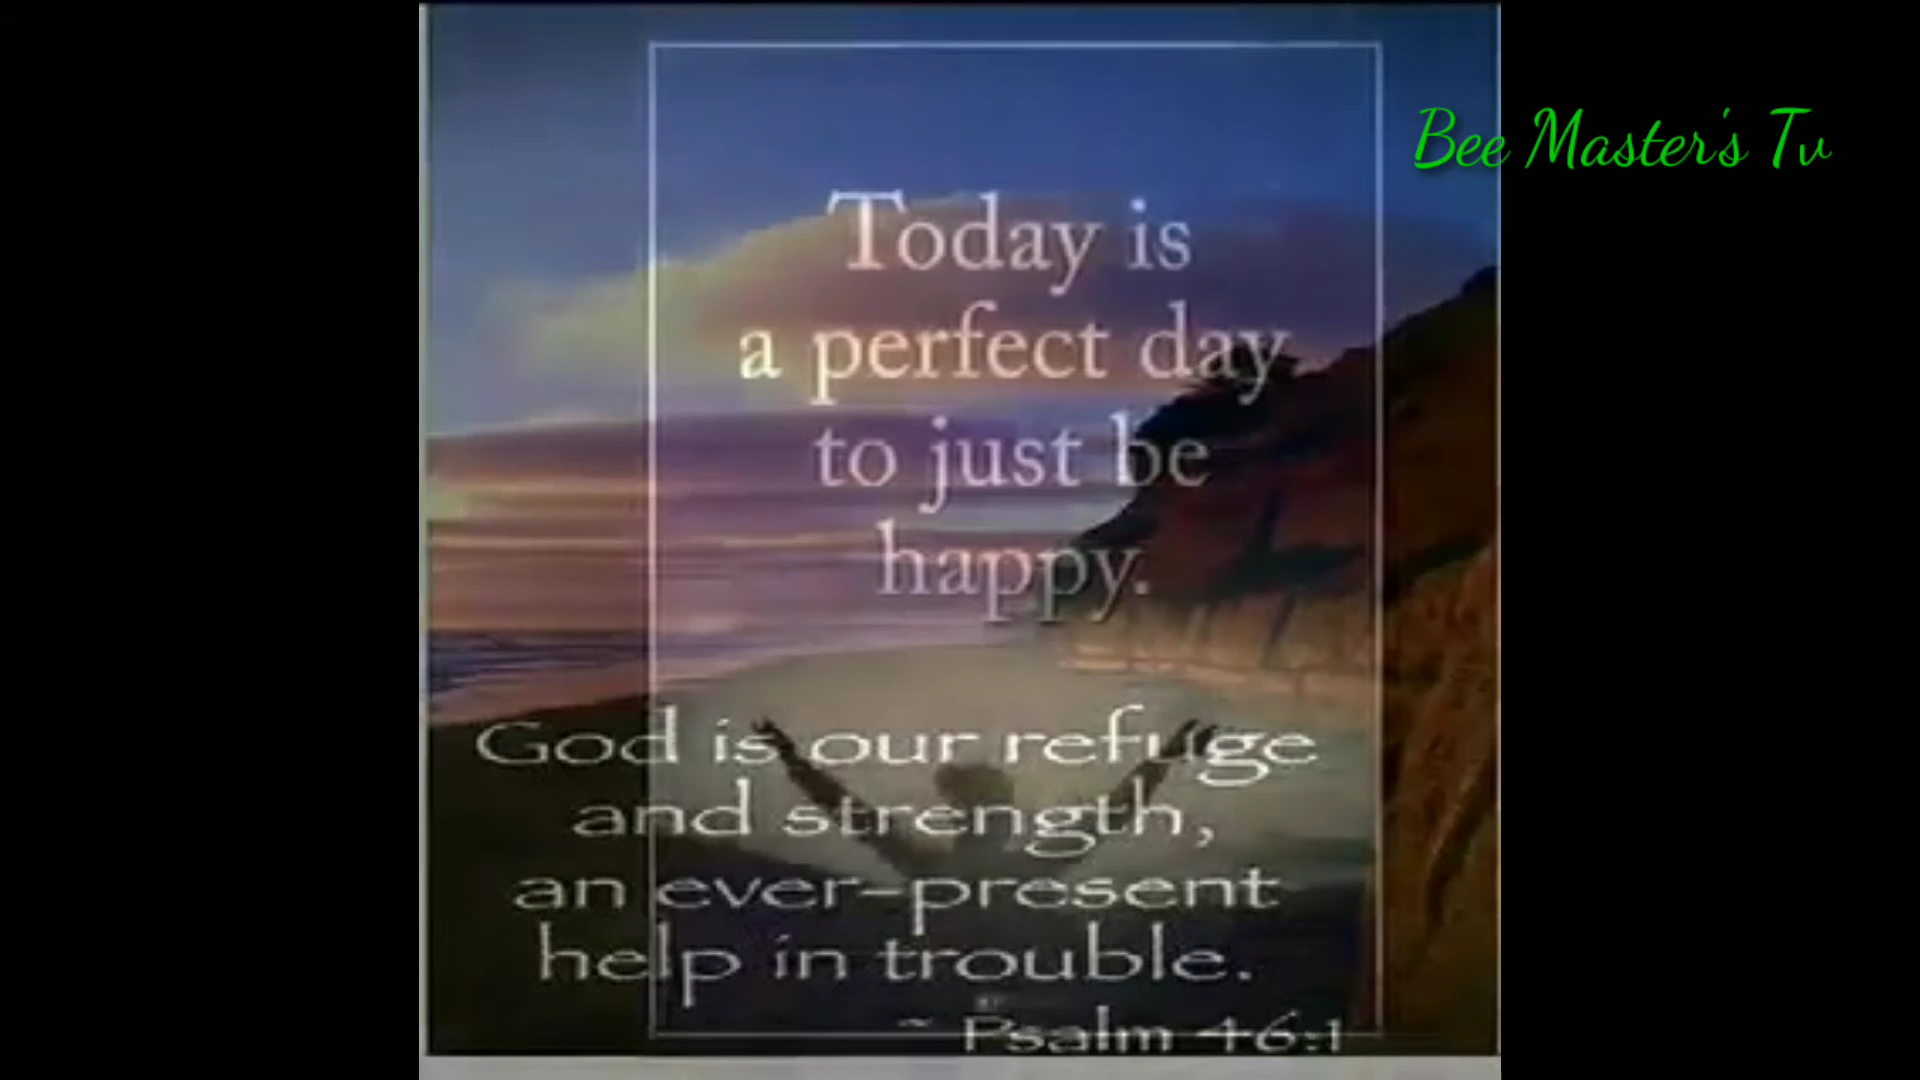 Bee Master's Tv
Today is
a perfect day
to just be
happy.
God is our refuge
and strength,
an ever-present
help in trouble.
~ Psalm 46:1